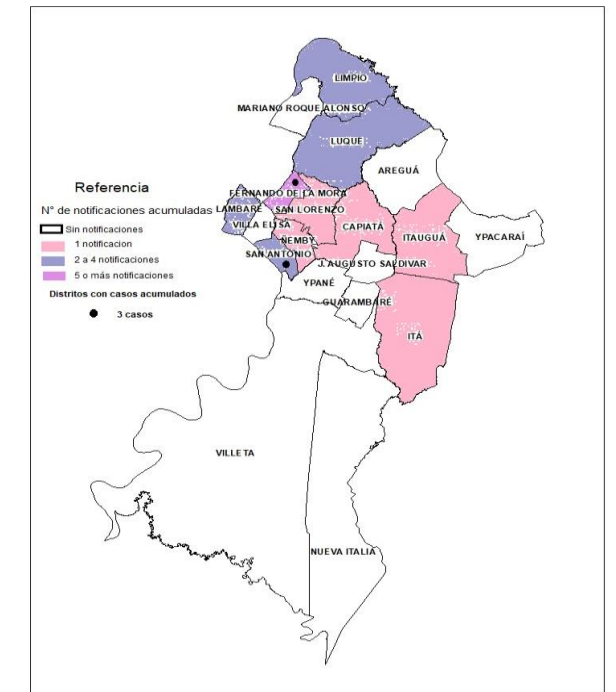 LIMPIO
MARIANO ROQUE ALONSO
LUQUE
AREGUÁ
Referencia
N° de notificaciones acumuladas
Sin notificaciones
1 notificacion
2 a 4 notificaciones
5 o más notificaciones
Distritos con casos acumulados
3 casos
FERNANDO DE LA MORA
LAMBARÉ
SAN LORENZO
VILLA ELISA
CAPIATÁ
ITAUGUÁ
YPACARAÍ
ÑEMBY
SAN ANTONIO
J.AUGUSTO SALDIVAR
YPANÉ
GUARAMBARÉ
ITÁ
VILLETA
NUEVA ITALIA